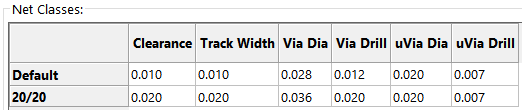 Net Classes:
Clearance Track Width Via Dia Via Drill uVia Dia uVia Drill
Default 0.010 0.010 0.028 0.012 0.020 0.007
20/20 0.020 0.020 0.036 0.020 0.020 0.007